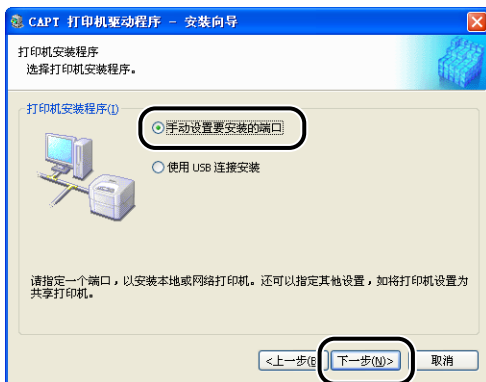 CAPT 打印机驱动程序 - 安装向导
打印机安装程序
选择打印机安装程序。
打印机安装程序(I)
手动设置要安装的端口
使用 USB 连接安装
请指定一个端口，以安装本地或网络打印机。还可以指定其他设置，如将打印机设置为
共享打印机。
<上一步(B 下一步(N)> 取消